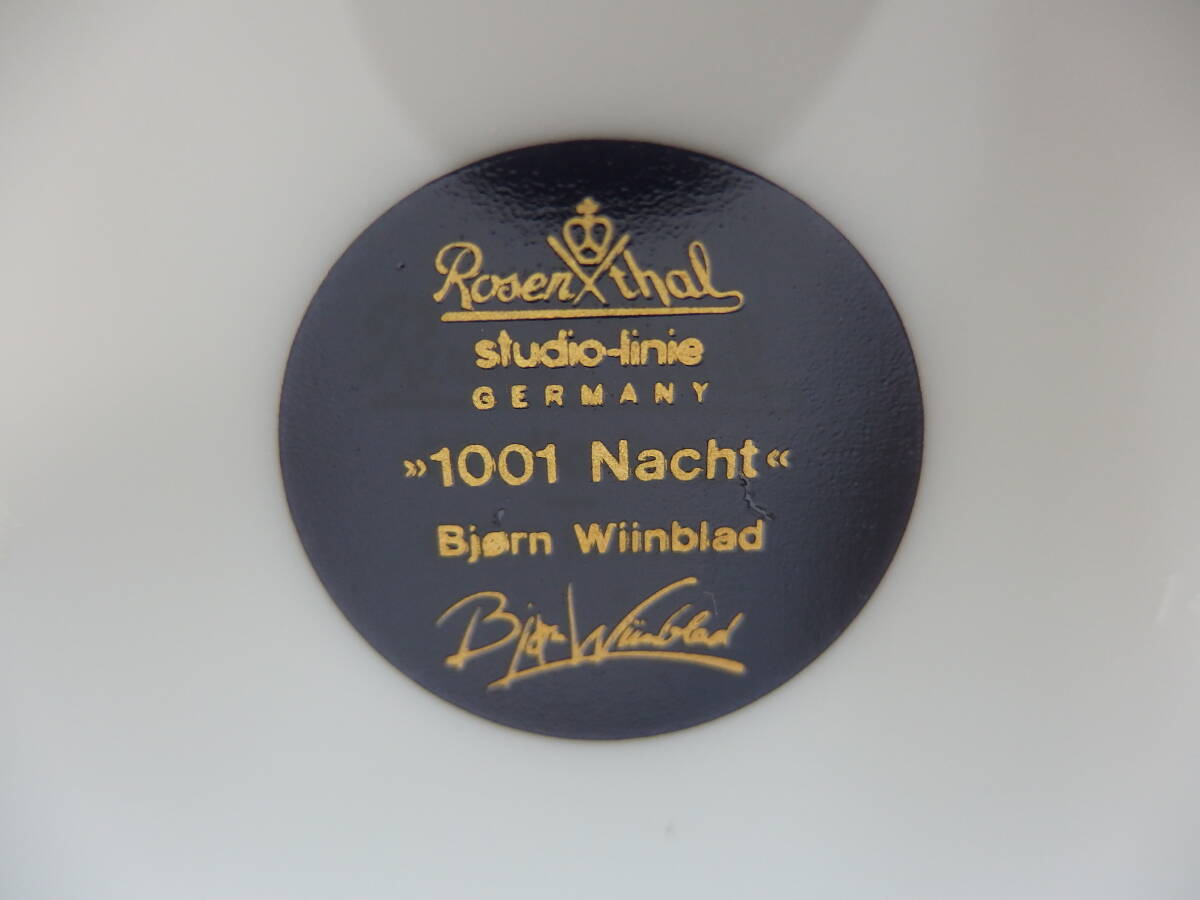 Rosenthal
studio-linie
GERMANY
»1001 Nacht«
Bjørn Wiinblad
Bjørn Wiinblad